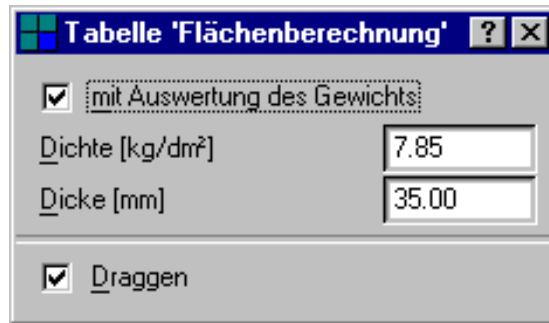 Tabelle 'Flächenberechnung' ? X
mit Auswertung des Gewichts
Dichte [kg/dm²] 7.85
Dicke [mm] 35.00
Draggen